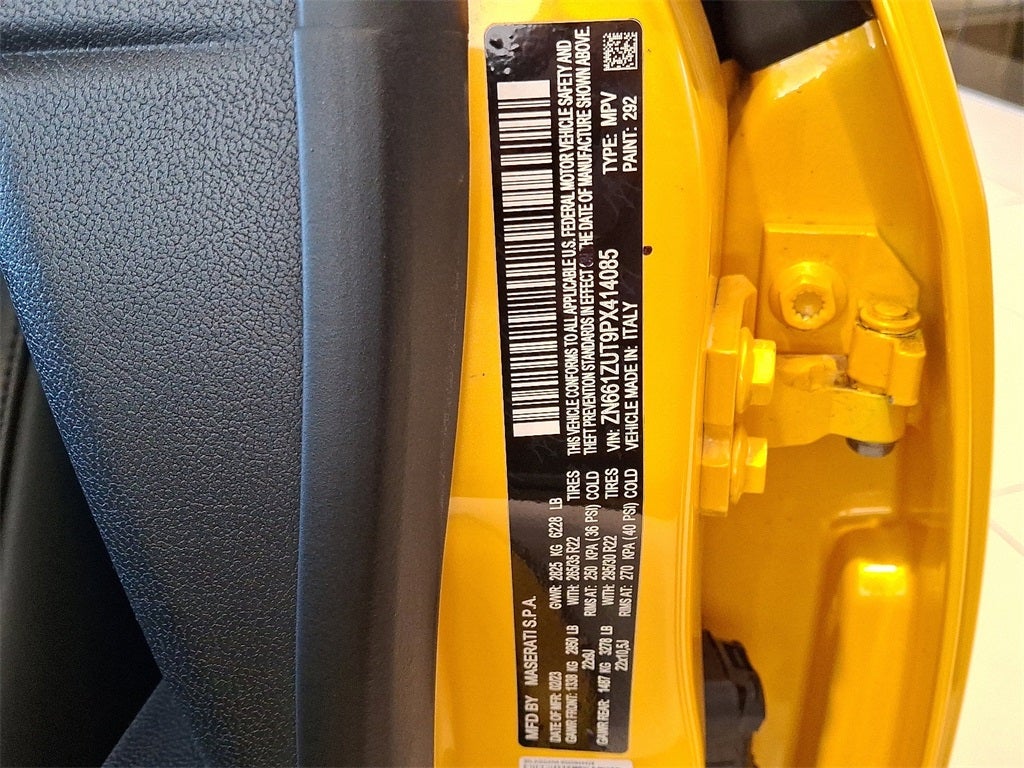 MFD BY MASERATI S.P.A.
DATE OF MFR: 02/23 GVWR: 2825 KG 6228 LB
GAWR FRONT: 1338 KG 2950 LB WITH: 265/35 R22 TIRES
22x9J RIMS AT: 250 KPA (36 PSI) COLD
GAWR REAR: 1487 KG 3278 LB WITH: 295/30 R22 TIRES
22x10,5J RIMS AT: 270 KPA (40 PSI) COLD
THIS VEHICLE CONFORMS TO ALL APPLICABLE U.S. FEDERAL MOTOR VEHICLE SAFETY AND
THEFT PREVENTION STANDARDS IN EFFECT ON THE DATE OF MANUFACTURE SHOWN ABOVE.
VIN: ZN661ZUT9PX414085 TYPE: MPV
VEHICLE MADE IN: ITALY PAINT: 292